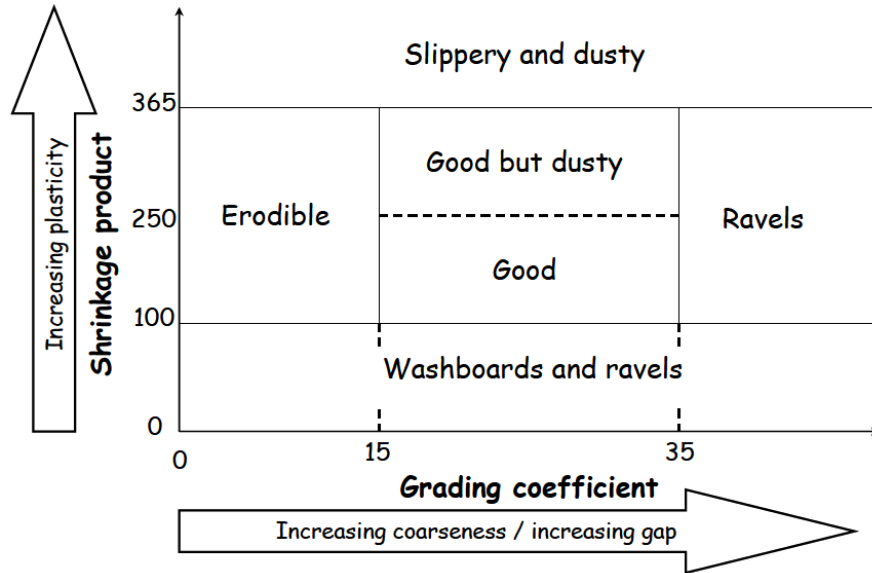 Slippery and dusty
365
Good but dusty
Increasing plasticity
Shrinkage product
Erodible
250
Ravels
Good
100
Washboards and ravels
0
0
15
35
Grading coefficient
Increasing coarseness / increasing gap